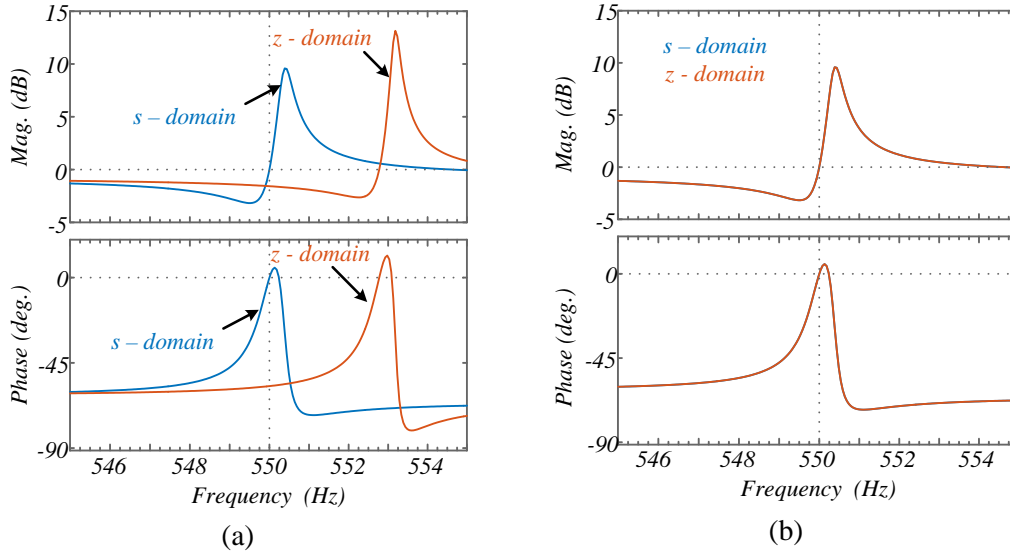 15
10
5
0
-5
Mag. (dB)
z-domain
s – domain
0
-45
-90
Phase (deg.)
z - domain
s – domain
546 548 550 552 554
Frequency (Hz)
(a)
15
10
5
0
-5
Mag. (dB)
s – domain
z - domain
0
-45
-90
Phase (deg.)
546 548 550 552 554
Frequency (Hz)
(b)